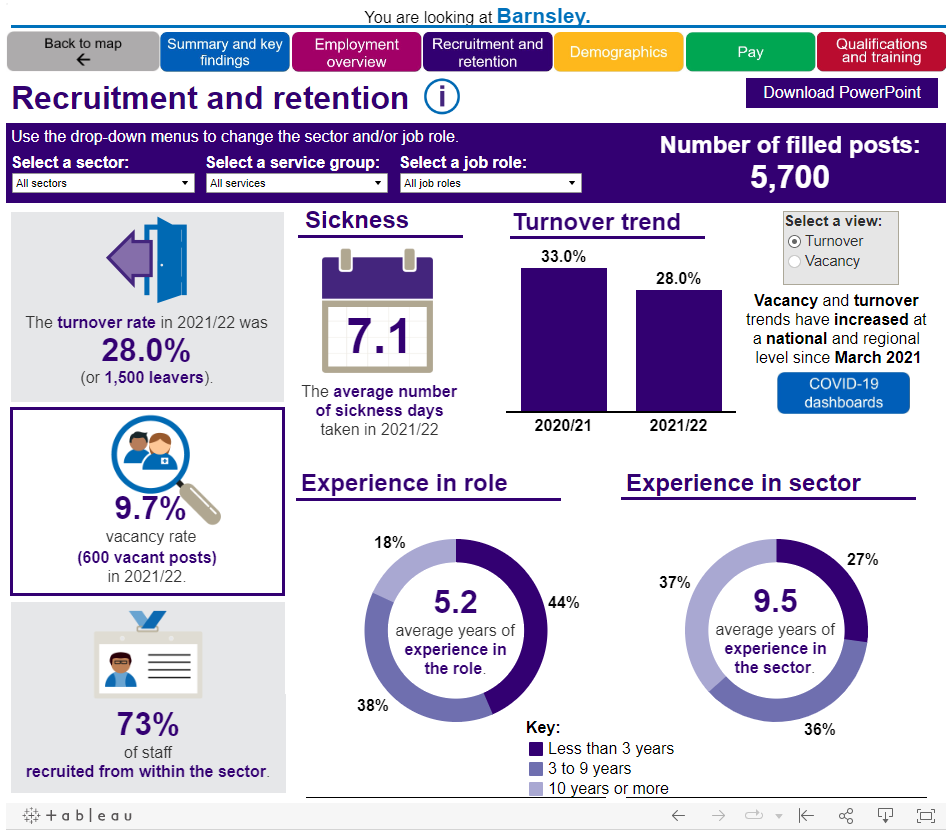 You are looking at Barnsley.
Back to map
←
Summary and key
findings
Employment
overview
Recruitment and
retention
Demographics
Pay
Qualifications
and training
Recruitment and retention
i
Download PowerPoint
Use the drop-down menus to change the sector and/or job role.
Select a sector:
All sectors
Select a service group:
All services
Select a job role:
All job roles
Number of filled posts:
5,700
The turnover rate in 2021/22 was
28.0%
(or 1,500 leavers).
9.7%
vacancy rate
(600 vacant posts)
in 2021/22.
73%
of staff
recruited from within the sector.
Sickness
7.1
The average number
of sickness days
taken in 2021/22
Turnover trend
33.0%
28.0%
2020/21
2021/22
Select a view:
Turnover
Vacancy
Vacancy and turnover
trends have increased at
a national and regional
level since March 2021
COVID-19
dashboards
Experience in role
18%
44%
38%
5.2
average years of
experience in
the role.
Experience in sector
27%
37%
36%
9.5
average years of
experience in
the sector.
Key:
Less than 3 years
3 to 9 years
10 years or more
+ a b l e a u